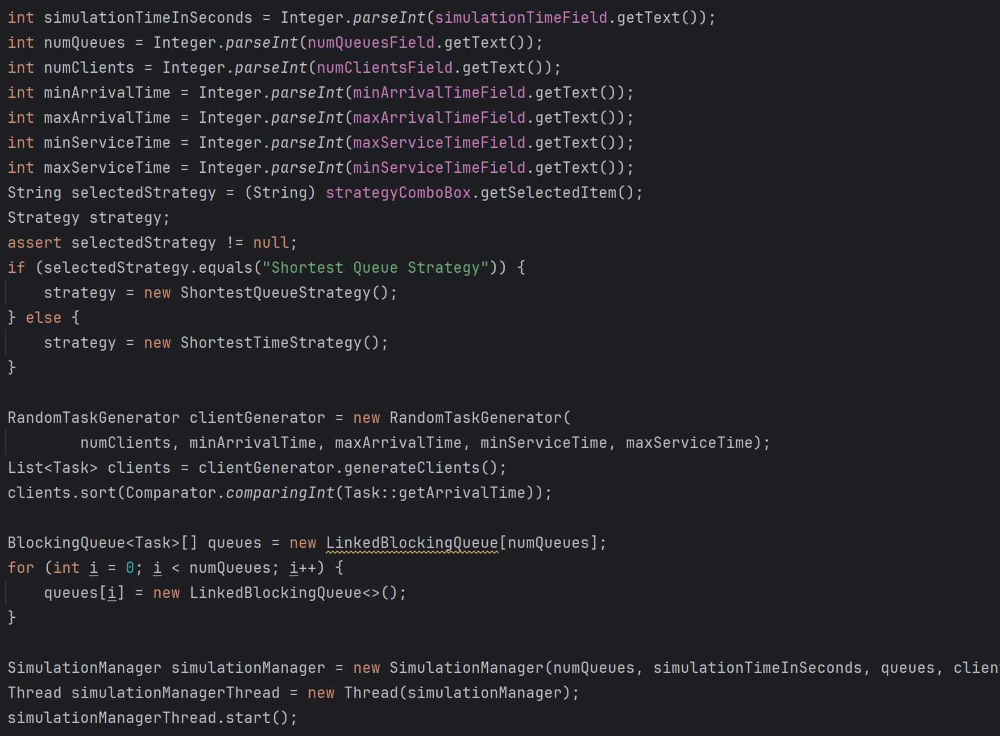 int simulationTimeInSeconds = Integer.parseInt(simulationTimeField.getText());
int numQueues = Integer.parseInt(numQueuesField.getText());
int numClients = Integer.parseInt(numClientsField.getText());
int minArrivalTime = Integer.parseInt(minArrivalTimeField.getText());
int maxArrivalTime = Integer.parseInt(maxArrivalTimeField.getText());
int minServiceTime = Integer.parseInt(maxServiceTimeField.getText());
int maxServiceTime = Integer.parseInt(minServiceTimeField.getText());
String selectedStrategy = (String) strategyComboBox.getSelectedItem();
Strategy strategy;
assert selectedStrategy != null;
if (selectedStrategy.equals("Shortest Queue Strategy")) {
    strategy = new ShortestQueueStrategy();
} else {
    strategy = new ShortestTimeStrategy();
}

RandomTaskGenerator clientGenerator = new RandomTaskGenerator(
        numClients, minArrivalTime, maxArrivalTime, minServiceTime, maxServiceTime);
List<Task> clients = clientGenerator.generateClients();
clients.sort(Comparator.comparingInt(Task::getArrivalTime));

BlockingQueue<Task>[] queues = new LinkedBlockingQueue[numQueues];
for (int i = 0; i < numQueues; i++) {
    queues[i] = new LinkedBlockingQueue<>();
}

SimulationManager simulationManager = new SimulationManager(numQueues, simulationTimeInSeconds, queues, clien
Thread simulationManagerThread = new Thread(simulationManager);
simulationManagerThread.start();